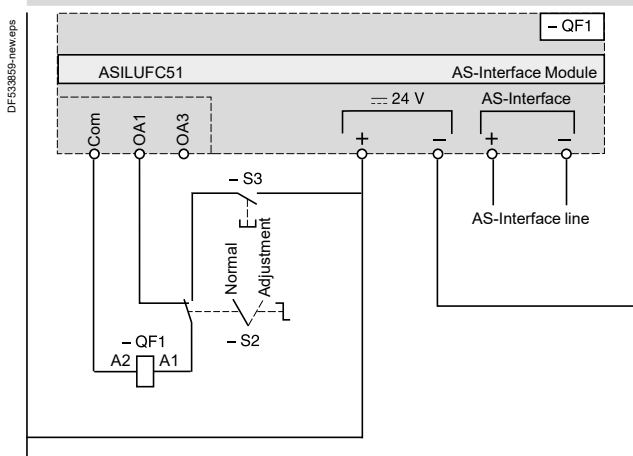 DF533859-new.eps
– QF1
ASILUFC51 AS-Interface Module
24 V AS-Interface
Com OA1 OA3
+ – + –
– S3
AS-Interface line
Normal Adjustment
– S2
– QF1
A2 A1